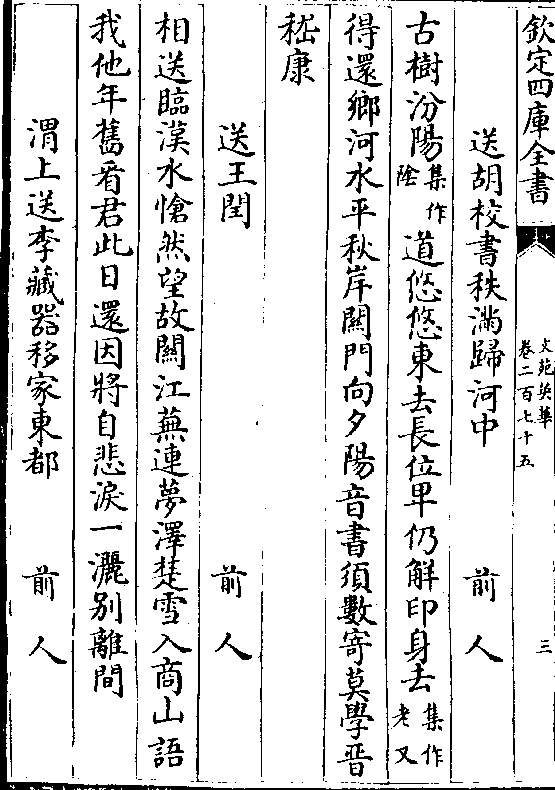 欽定四庫全書
文苑英華
卷二百七十五
三
送胡校書秩滿歸河中 前人
古樹汾陽集作陰道悠悠東去長位卑仍解印身去集作老又
得還鄉河水平秋岸關門向夕陽音書須數寄莫學晉
嵇康
送王閏 前人
相送臨漢水愴然望故關江蕪連夢澤楚雪入商山語
我他年舊看君此日還因將自悲淚一灑别離間
渭上送李藏器移家東都 前人